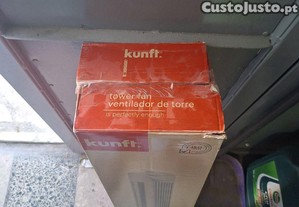 CustoJusto.pt
kunft.
tower fan
ventilador de torre
kunft.